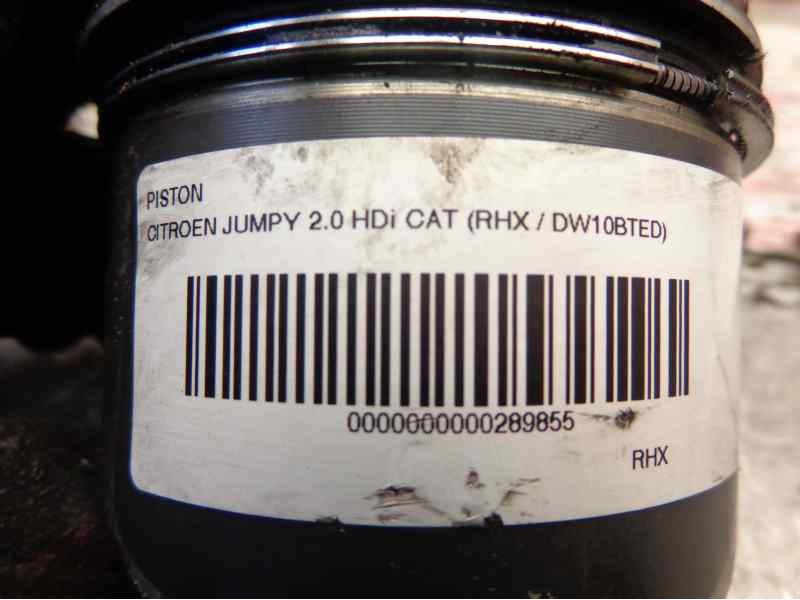 PISTON
CITROEN JUMPY 2.0 HDi CAT (RHX / DW10BTED)
0000000000289855
RHX